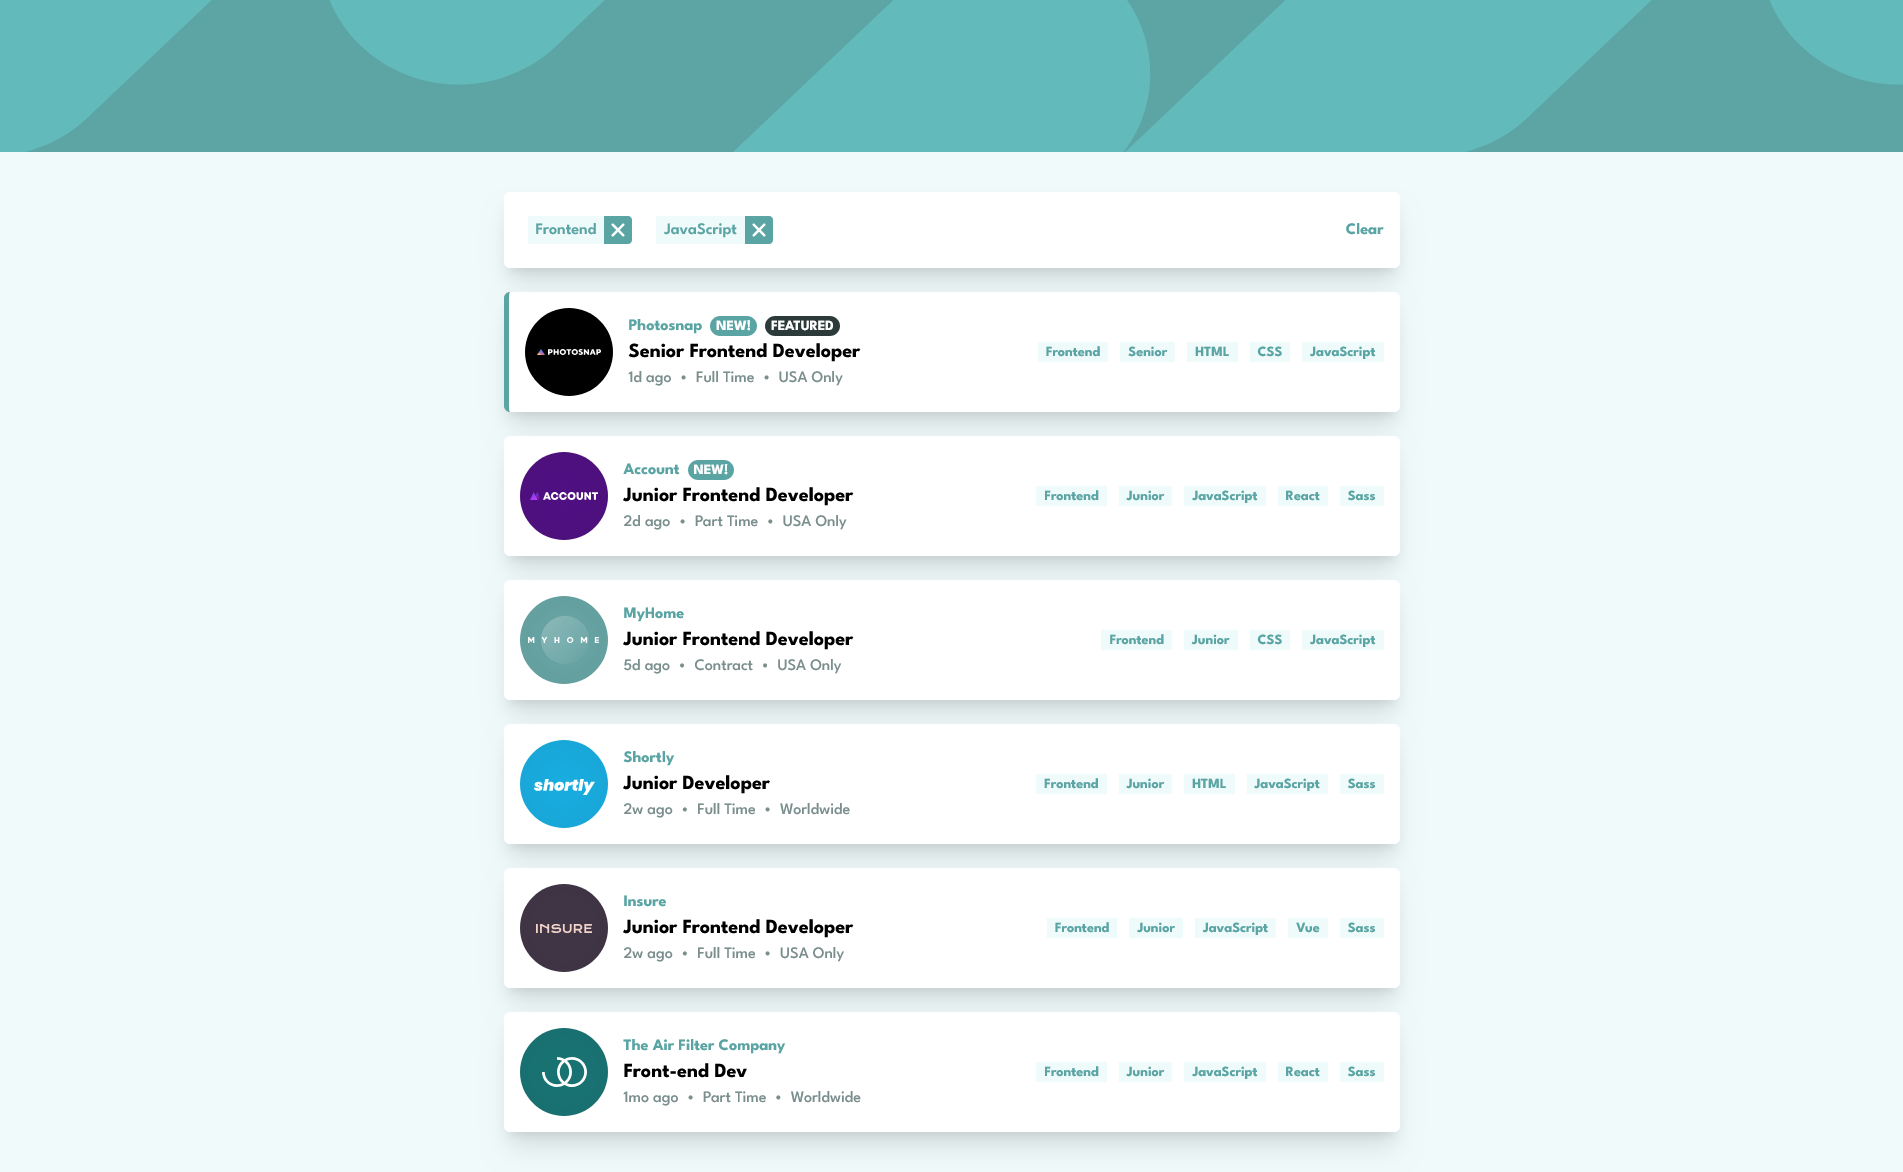 Frontend JavaScript Clear
PHOTOSNAP
Photosnap NEW! FEATURED
Senior Frontend Developer
1d ago • Full Time • USA Only
Frontend Senior HTML CSS JavaScript
ACCOUNT
Account NEW!
Junior Frontend Developer
2d ago • Part Time • USA Only
Frontend Junior JavaScript React Sass
MYHOME
MyHome
Junior Frontend Developer
5d ago • Contract • USA Only
Frontend Junior CSS JavaScript
shortly
Shortly
Junior Developer
2w ago • Full Time • Worldwide
Frontend Junior HTML JavaScript Sass
INSURE
Insure
Junior Frontend Developer
2w ago • Full Time • USA Only
Frontend Junior JavaScript Vue Sass
The Air Filter Company
Front-end Dev
1mo ago • Part Time • Worldwide
Frontend Junior JavaScript React Sass